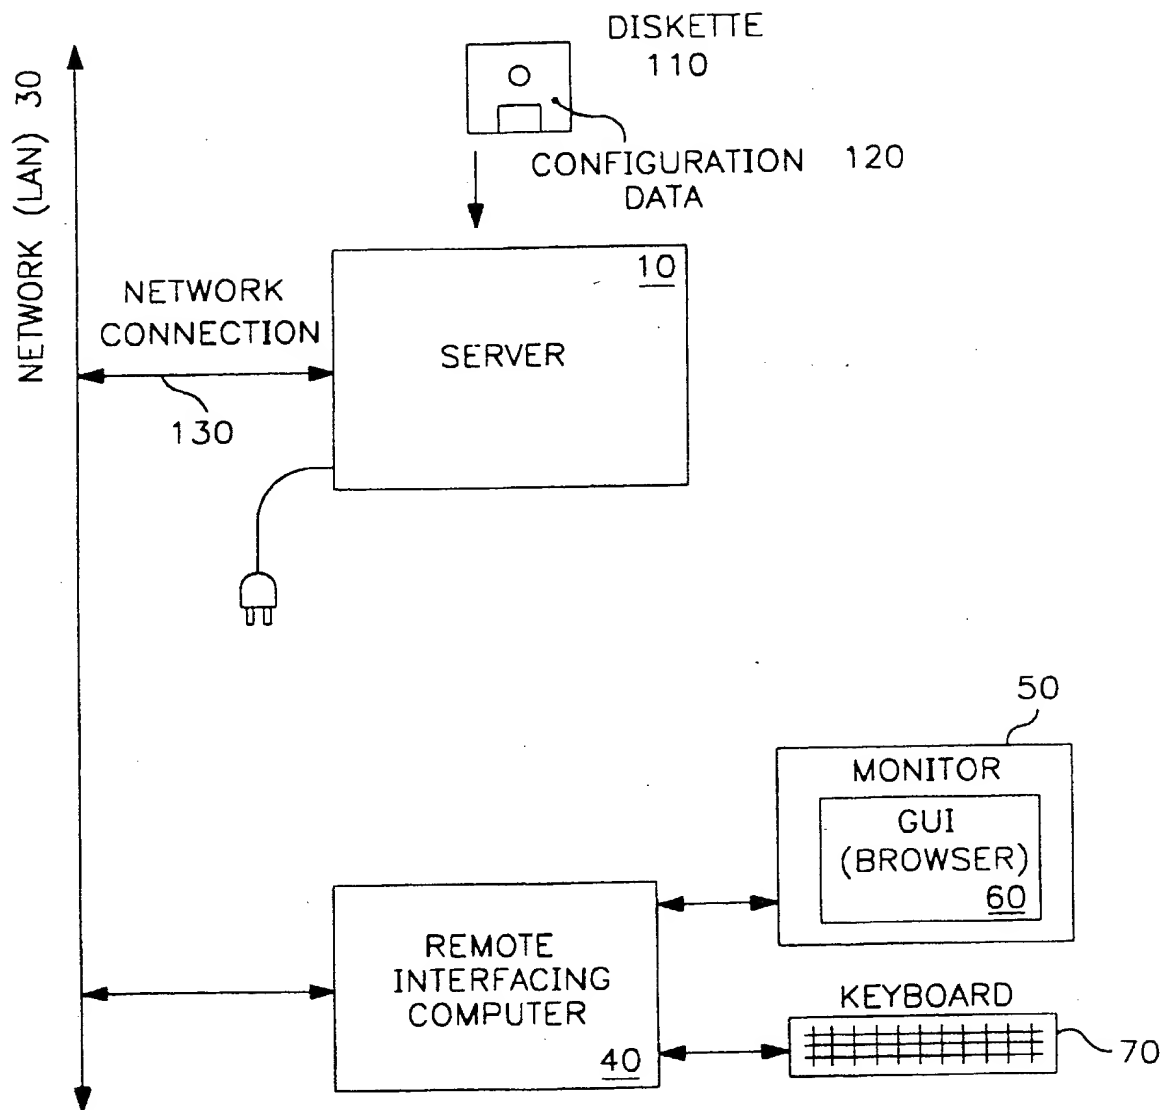 DISKETTE
110
NETWORK (LAN) 30
CONFIGURATION 120
DATA
10
NETWORK
CONNECTION
SERVER
130
50
MONITOR
GUI
(BROWSER)
60
REMOTE
INTERFACING
COMPUTER
40
KEYBOARD
70